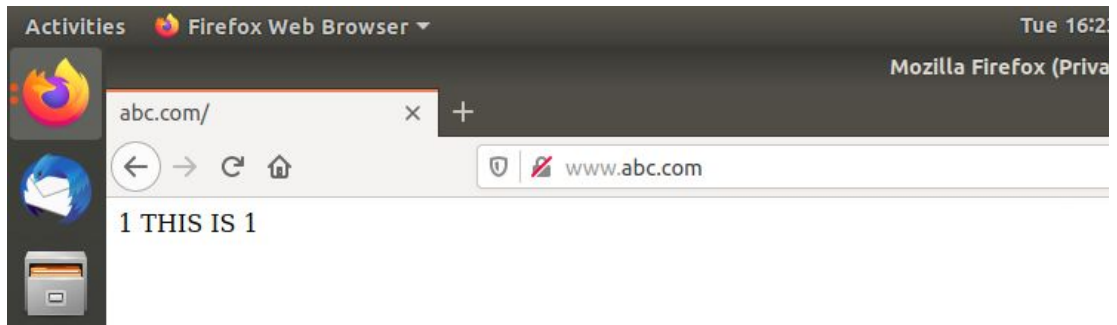 Activities Firefox Web Browser Tue 16:2
Mozilla Firefox (Priva
abc.com/
www.abc.com
1 THIS IS 1